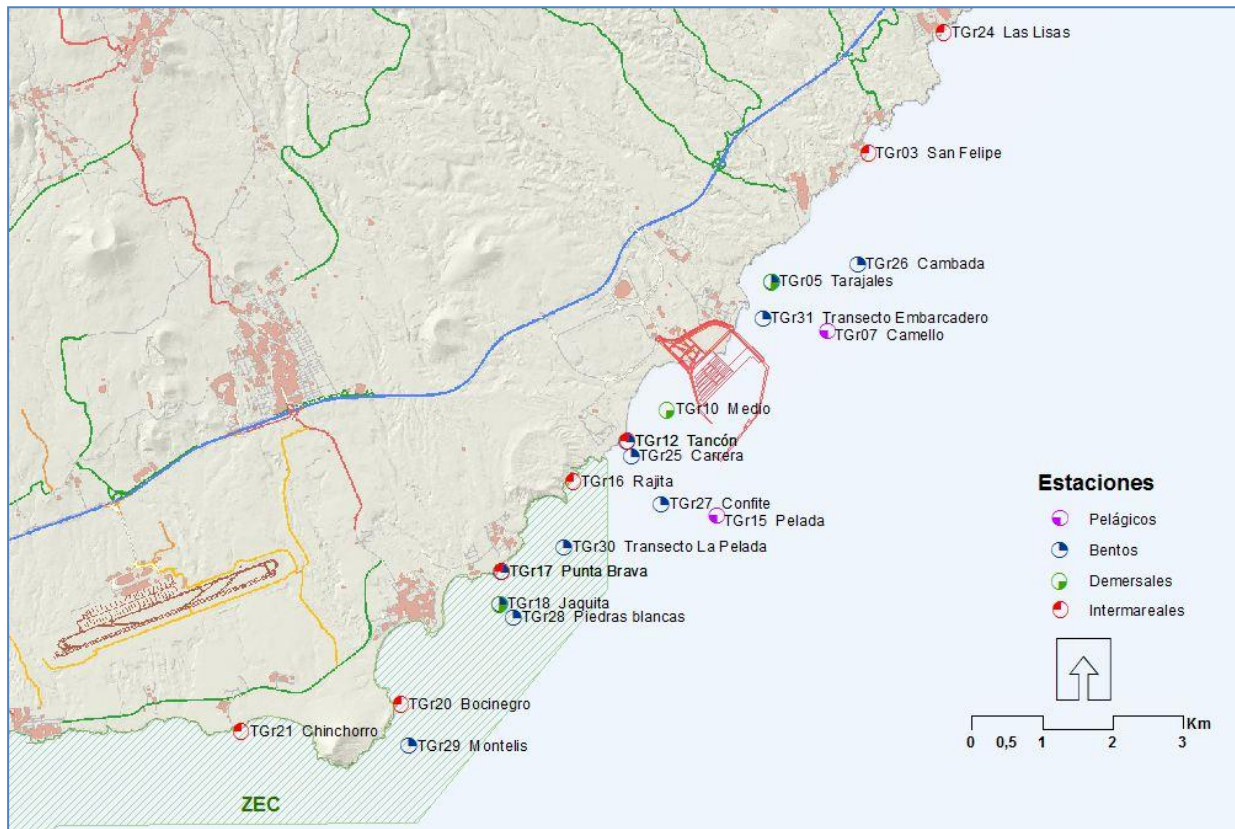 TGr24 Las Lisas
TGr03 San Felipe
TGr26 Cambada
TGr05 Tarajales
TGr31 Transecto Embarcadero
TGr07 Camello
TGr10 Medio
TGr12 Tancón
TGr25 Carrera
TGr16 Rajita
TGr27 Confite
TGr15 Pelada
TGr30 Transecto La Pelada
TGr17 Punta Brava
TGr18 Jaquita
TGr28 Piedras blancas
TGr20 Bocinegro
TGr21 Chinchorro
TGr29 Montelis
ZEC
Estaciones
Pelágicos
Bentos
Demersales
Intermareales
Km
0 0,5 1 2 3